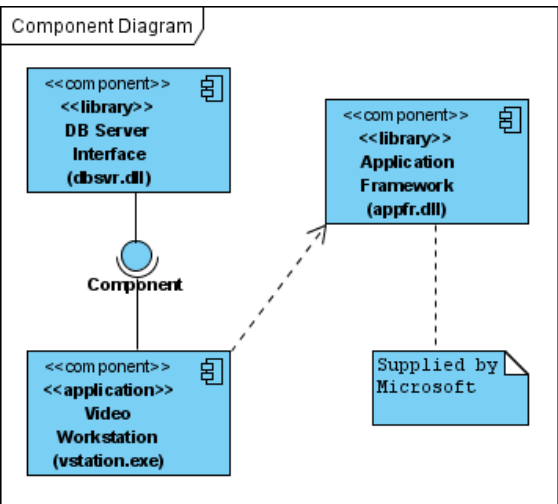 Component Diagram
<<component>>
<<library>>
DB Server
Interface
(dbsvr.dll)
<<component>>
<<library>>
Application
Framework
(appfr.dll)
Component
<<component>>
<<application>>
Video
Workstation
(vstation.exe)
Supplied by
Microsoft